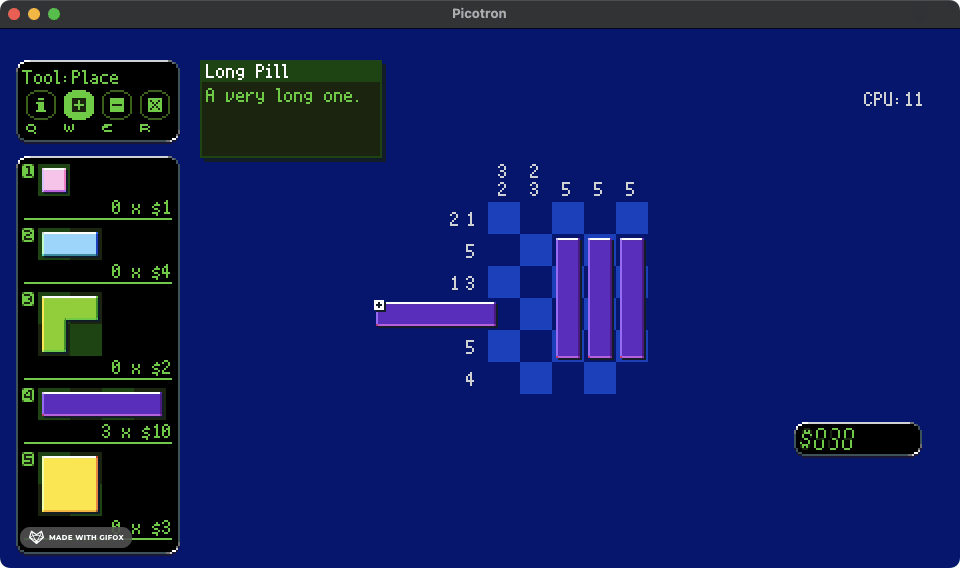 Picotron
Tool:Place
i
Q W E R
Long Pill
A very long one.
CPU:11
1
0 x $1
2
0 x $4
3
0 x $2
4
3 x $10
5
0 x $3
MADE WITH GIFOX
3 2
2 3 5 5 5
2 1
5
1 3
5
4
$030